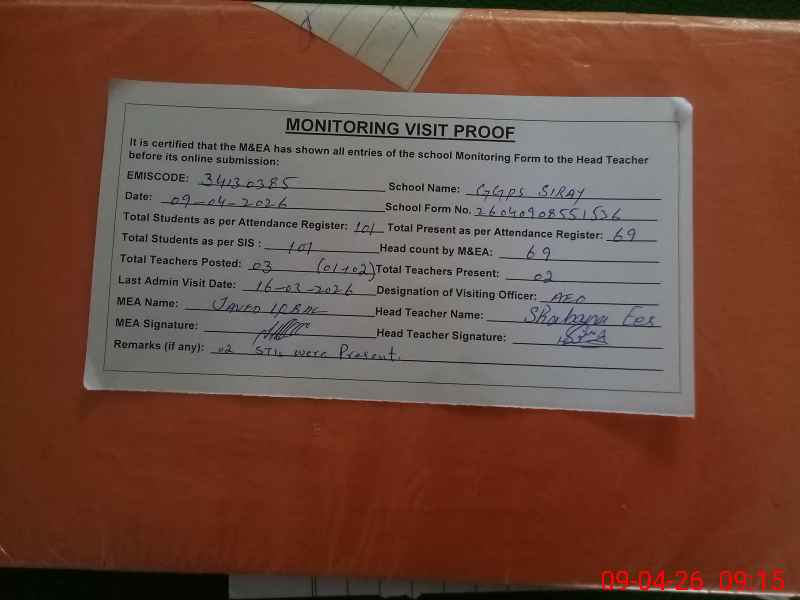 MONITORING VISIT PROOF
It is certified that the M&EA has shown all entries of the school Monitoring Form to the Head Teacher
before its online submission:
EMISCODE: 34130385 School Name: GGPS SIRAY
Date: 09-04-2026 School Form No. 26040908551536
Total Students as per Attendance Register: 101 Total Present as per Attendance Register: 69
Total Students as per SIS : 101 Head count by M&EA: 69
Total Teachers Posted: 03 (01+02) Total Teachers Present: 02
Last Admin Visit Date: 16-03-2026 Designation of Visiting Officer: AEO
MEA Name: JAVED IQBAL Head Teacher Name:
MEA Signature: Head Teacher Signature:
Remarks (if any): 02 STIs were Present.
09-04-26 09:15